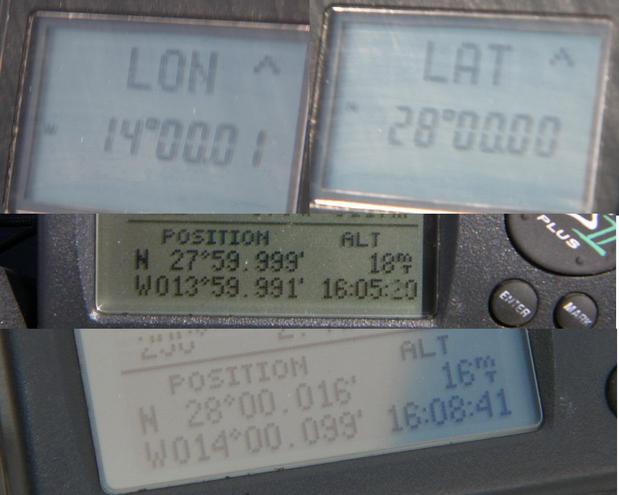 LON
W 14°00.01
LAT
N 28°00.00
POSITION ALT
N 27°59.999' 18m
W013°59.991' 16:05:20
PLUS
ENTER
MARK
POSITION ALT
N 28°00.016' 16m
W014°00.099' 16:08:41